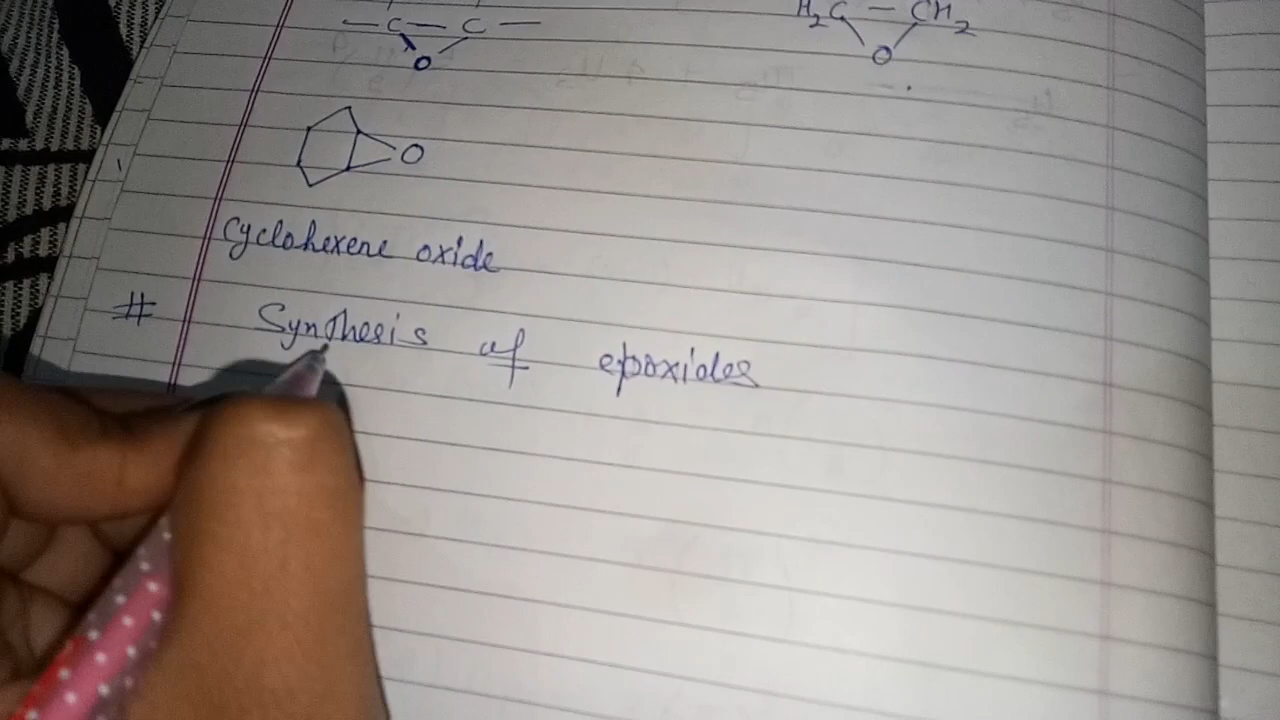 — C — C —
O
H₂C — CH₂
O
O
Cyclohexene oxide
# Synthesis of epoxides